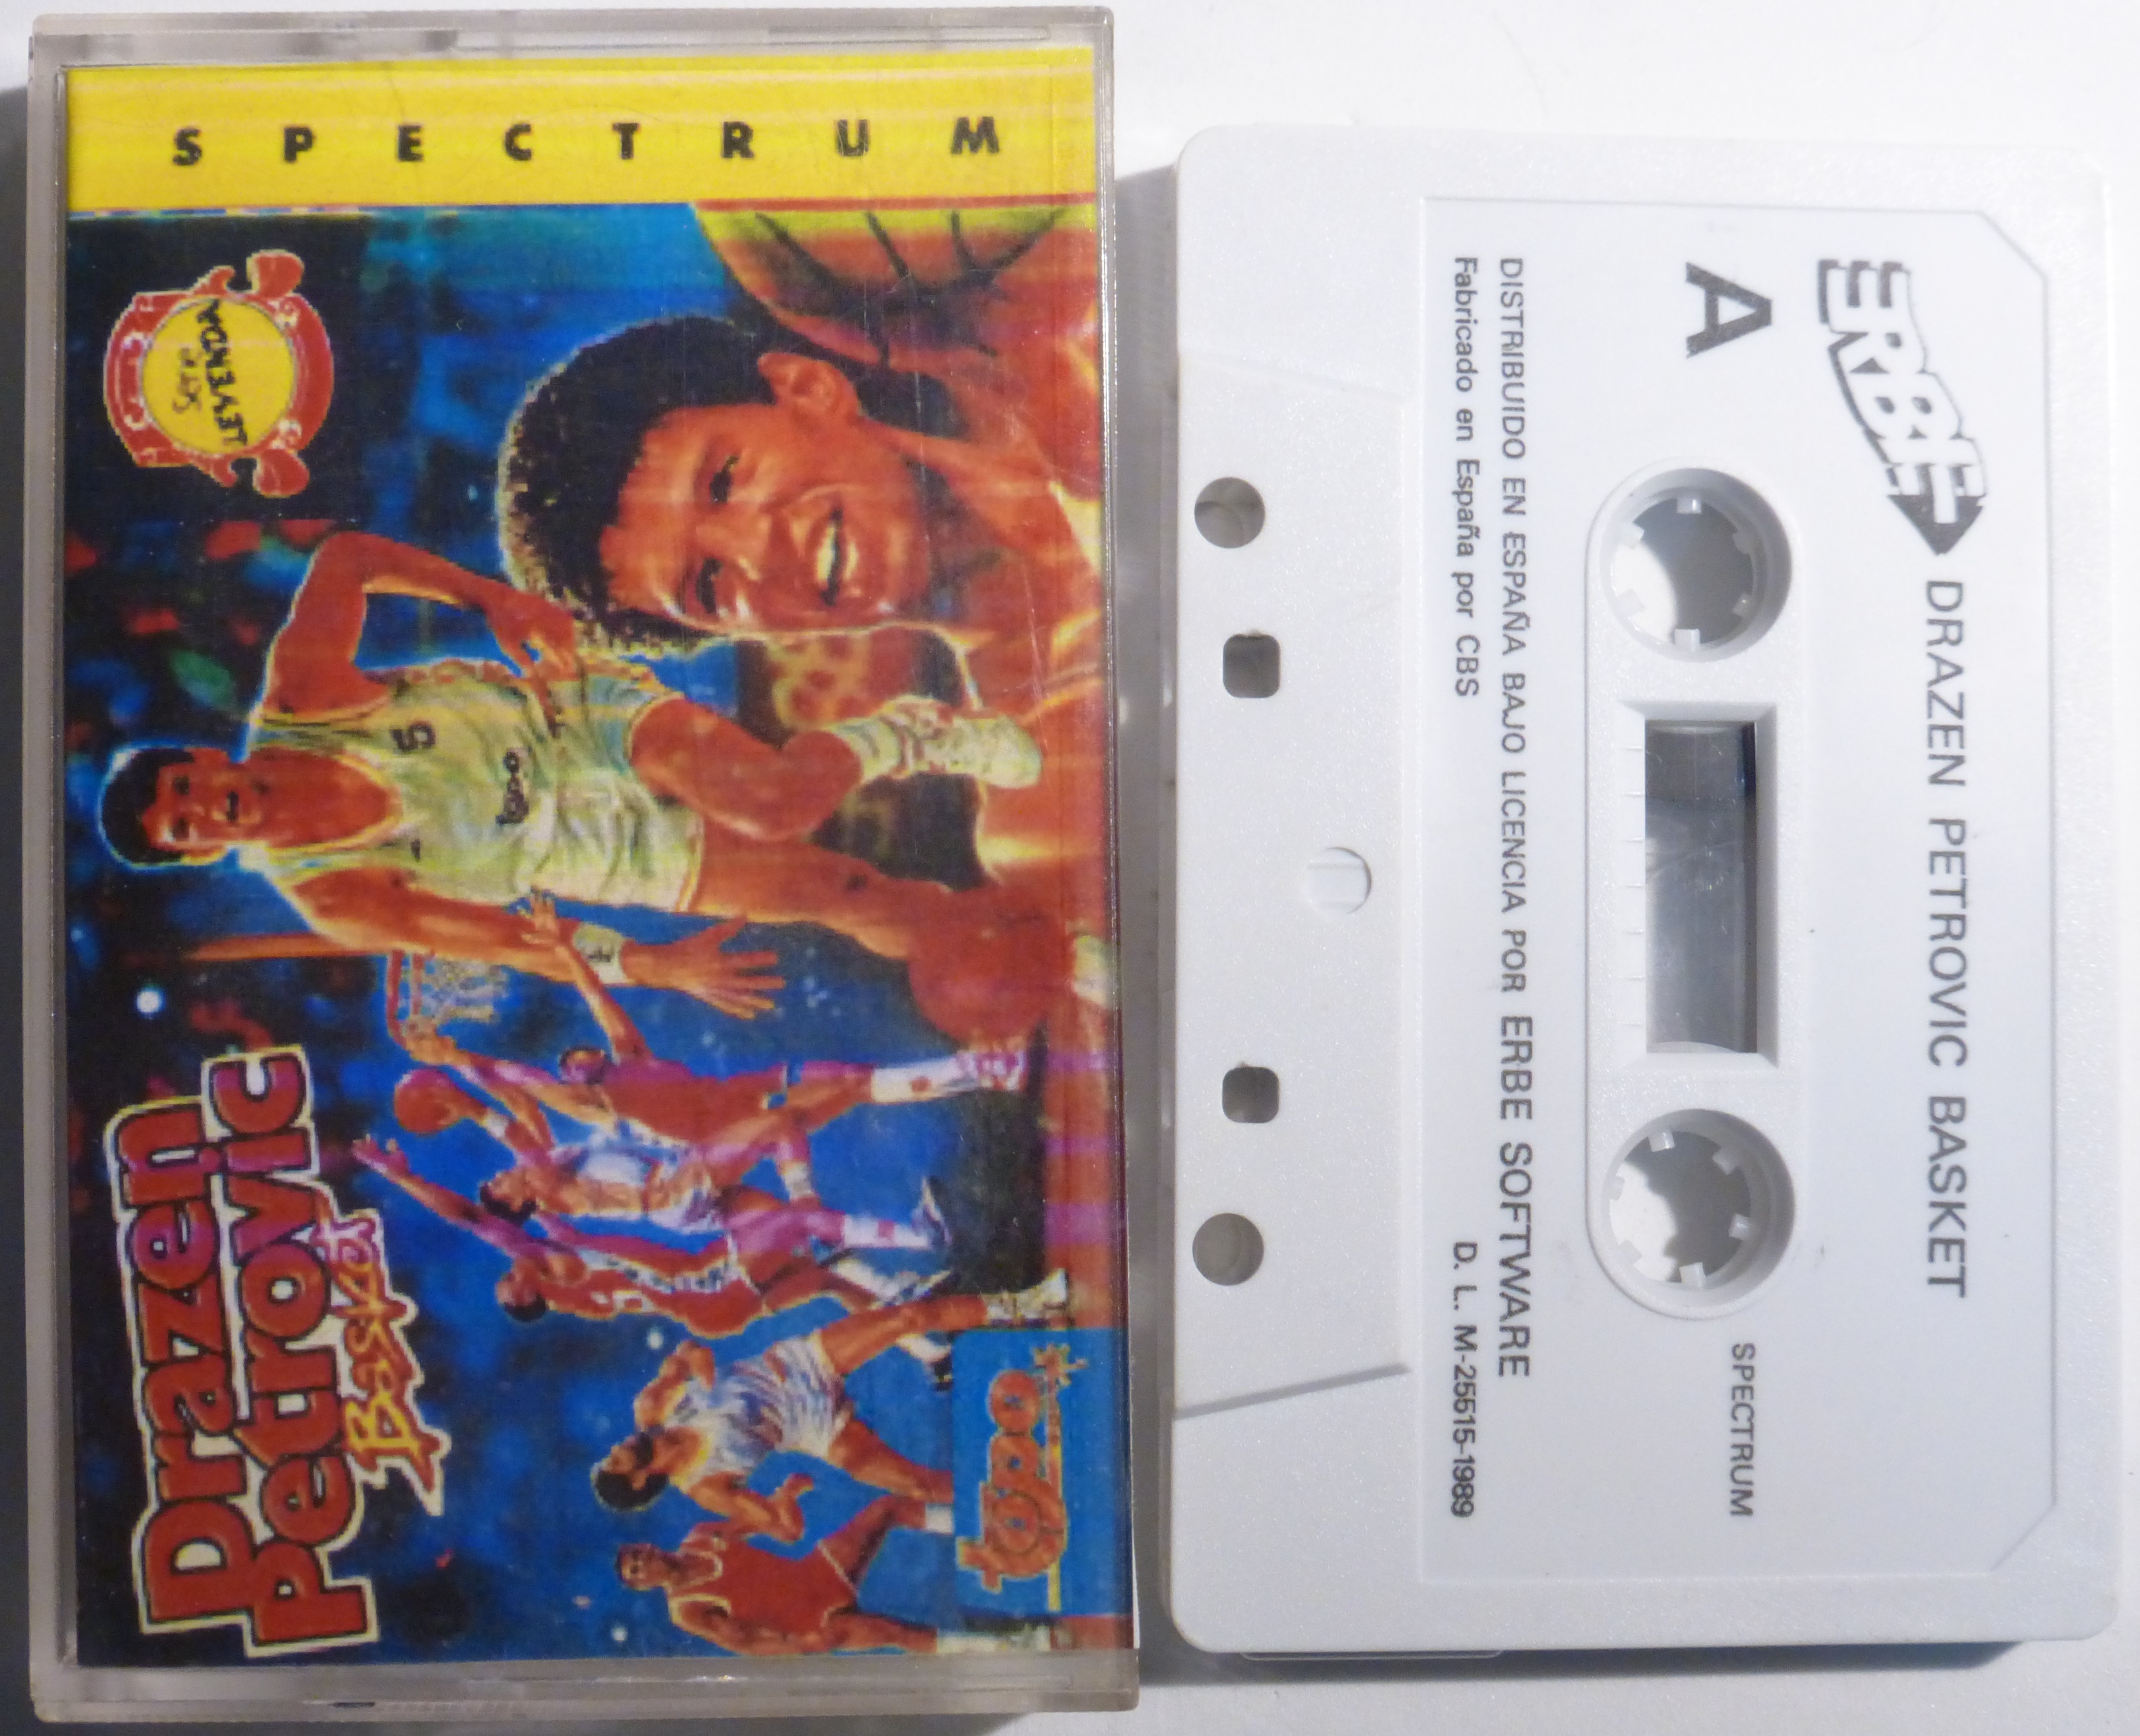 SPECTRUM
Serie
LEYENDA
5
Drazen
Petrovic
Basket
topo
ERBE
DRAZEN PETROVIC BASKET
A
SPECTRUM
DISTRIBUIDO EN ESPAÑA BAJO LICENCIA POR ERBE SOFTWARE
Fabricado en España por CBS
D. L. M-25515-1989